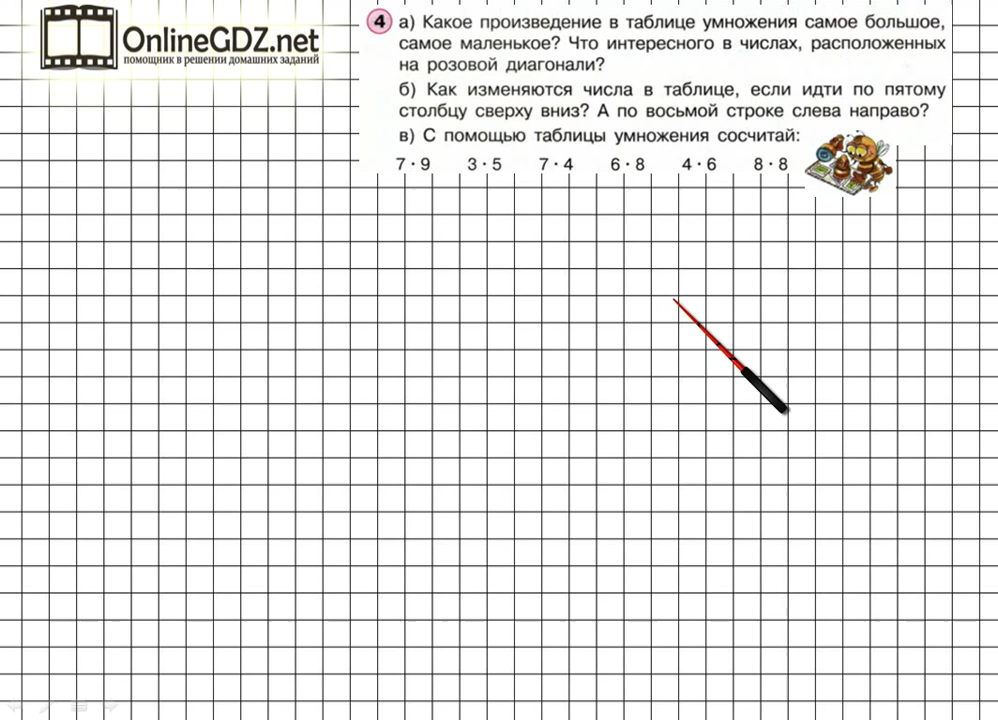 OnlineGDZ.net
помощник в решении домашних заданий
4 а) Какое произведение в таблице умножения самое большое,
самое маленькое? Что интересного в числах, расположенных
на розовой диагонали?
б) Как изменяются числа в таблице, если идти по пятому
столбцу сверху вниз? А по восьмой строке слева направо?
в) С помощью таблицы умножения сосчитай:
7 · 9 3 · 5 7 · 4 6 · 8 4 · 6 8 · 8